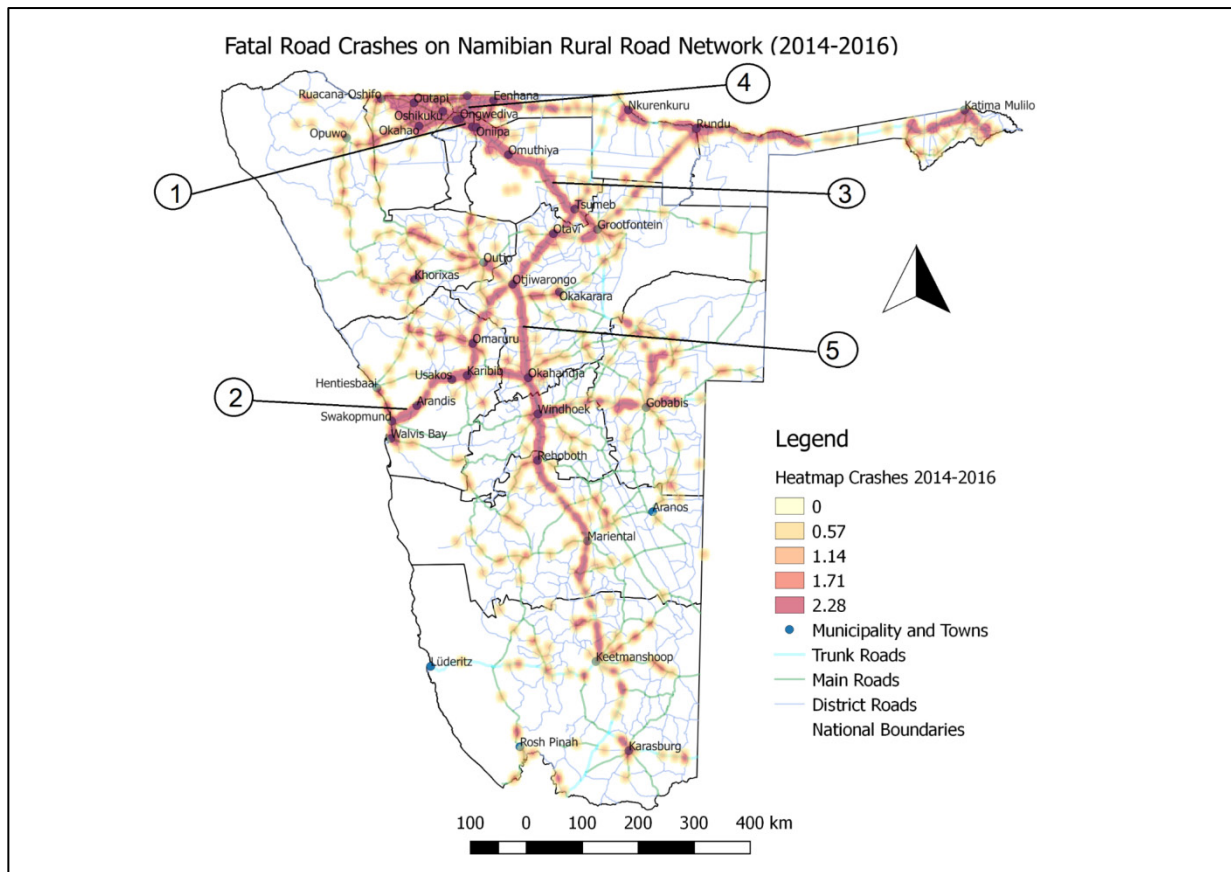 Fatal Road Crashes on Namibian Rural Road Network (2014-2016)
4
Ruacana-Oshifo
Outapi
Eenhana
Nkurenkuru
Katima Mulilo
Oshikuku
Ongwediva
Okahao
Oniipa
Rundu
Opuwo
Omuthiya
1
3
Tsumeb
Otavi
Grootfontein
Outjo
Khorixas
Otjiwarongo
Okakarara
Omaruru
5
Usakos
Karibib
Okahandja
Hentiesbaai
2
Arandis
Swakopmund
Windhoek
Gobabis
Walvis Bay
Rehoboth
Aranos
Mariental
Keetmanshoop
Lüderitz
Rosh Pinah
Karasburg
Legend
Heatmap Crashes 2014-2016
0
0.57
1.14
1.71
2.28
Municipality and Towns
Trunk Roads
Main Roads
District Roads
National Boundaries
100 0 100 200 300 400 km